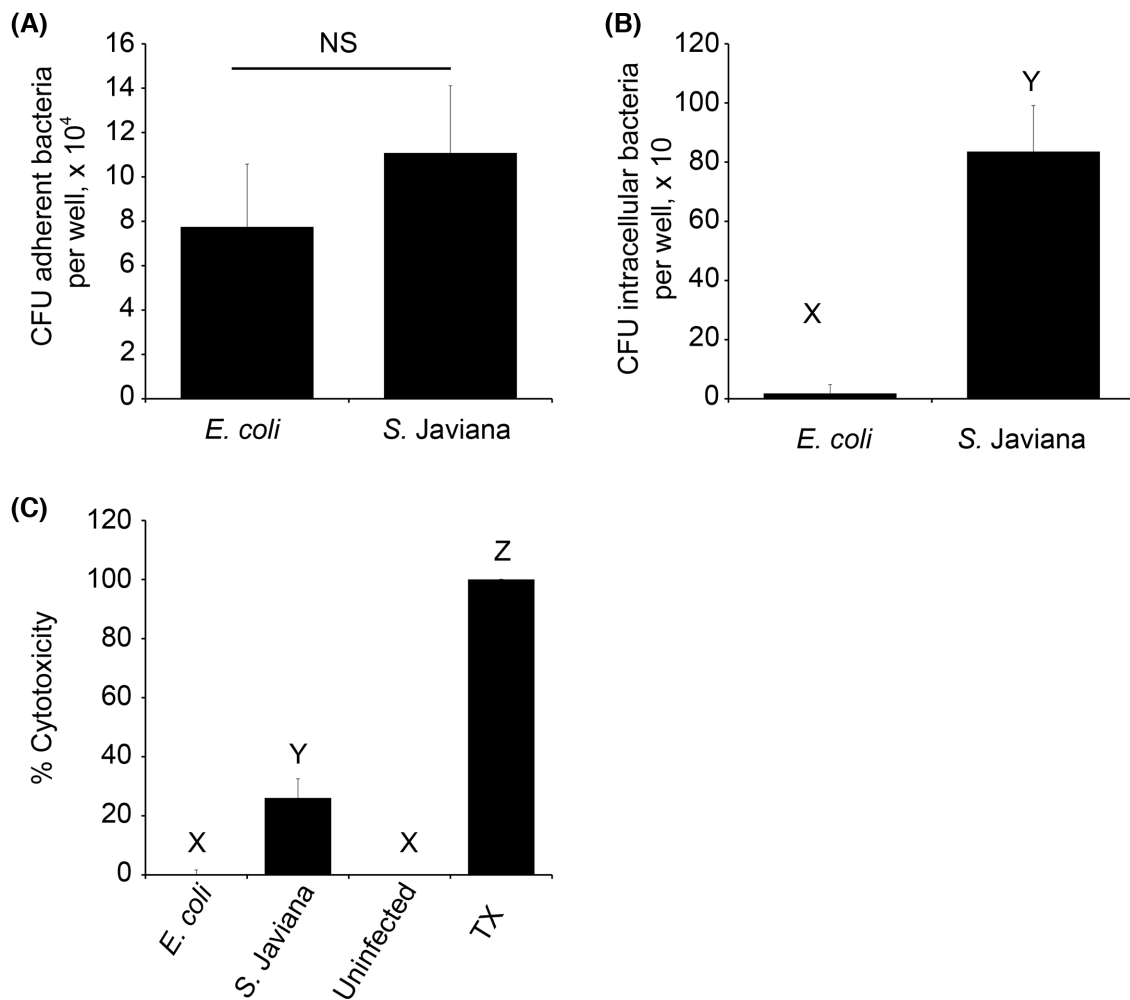 (A)
CFU adherent bacteria
per well, x 10⁴
16
14
12
10
8
6
4
2
0
NS
E. coli
S. Javiana
(B)
CFU intracellular bacteria
per well, x 10
120
100
80
60
40
20
0
X
Y
E. coli
S. Javiana
(C)
% Cytotoxicity
120
100
80
60
40
20
0
X
Y
X
Z
E. coli
S. Javiana
Uninfected
TX